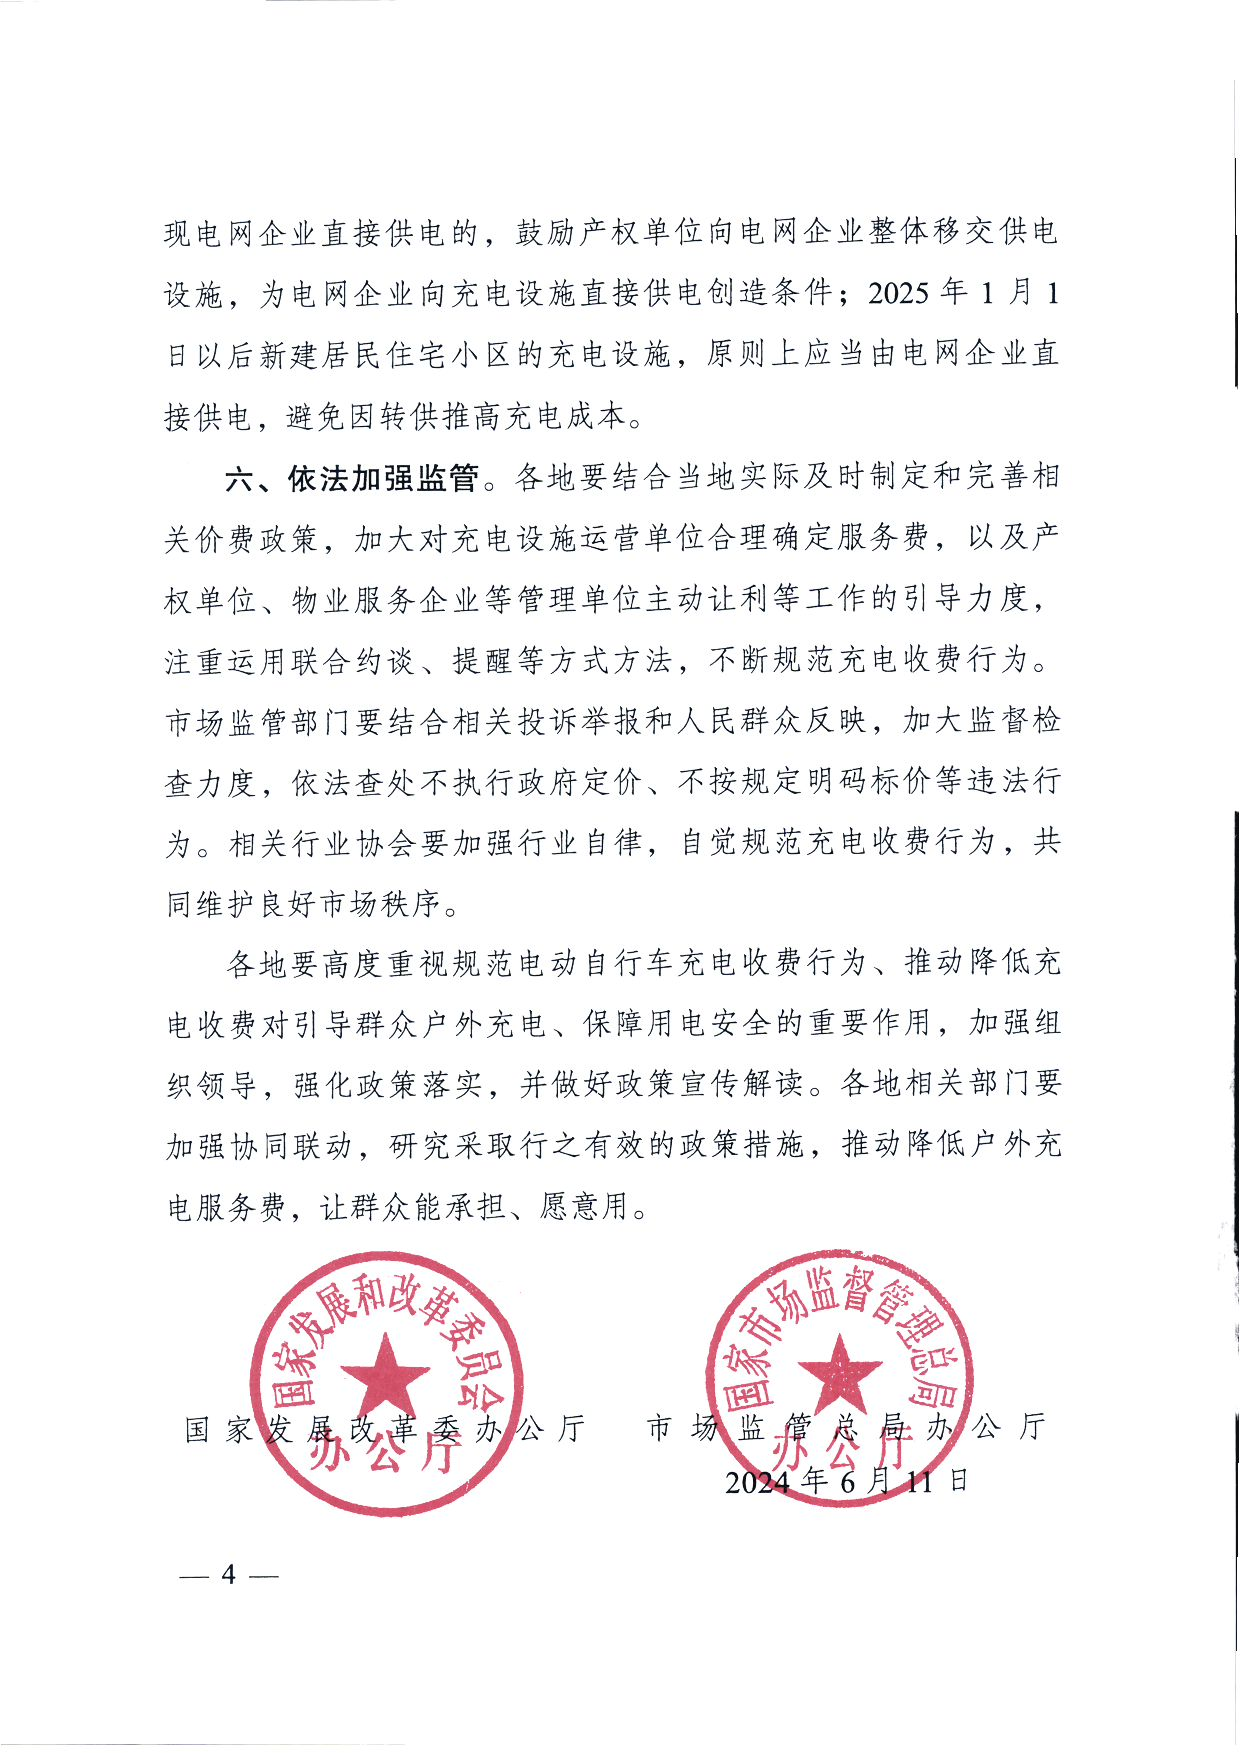 现电网企业直接供电的，鼓励产权单位向电网企业整体移交供电
设施，为电网企业向充电设施直接供电创造条件；2025 年 1 月 1
日以后新建居民住宅小区的充电设施，原则上应当由电网企业直
接供电，避免因转供推高充电成本。
六、依法加强监管。各地要结合当地实际及时制定和完善相
关价费政策，加大对充电设施运营单位合理确定服务费，以及产
权单位、物业服务企业等管理单位主动让利等工作的引导力度，
注重运用联合约谈、提醒等方式方法，不断规范充电收费行为。
市场监管部门要结合相关投诉举报和人民群众反映，加大监督检
查力度，依法查处不执行政府定价、不按规定明码标价等违法行
为。相关行业协会要加强行业自律，自觉规范充电收费行为，共
同维护良好市场秩序。
各地要高度重视规范电动自行车充电收费行为、推动降低充
电收费对引导群众户外充电、保障用电安全的重要作用，加强组
织领导，强化政策落实，并做好政策宣传解读。各地相关部门要
加强协同联动，研究采取行之有效的政策措施，推动降低户外充
电服务费，让群众能承担、愿意用。
国家发展和改革委员会
办公厅
国家市场监督管理总局
办公厅
国家发展改革委办公厅 市场监管总局办公厅
2024 年 6 月 11 日
— 4 —